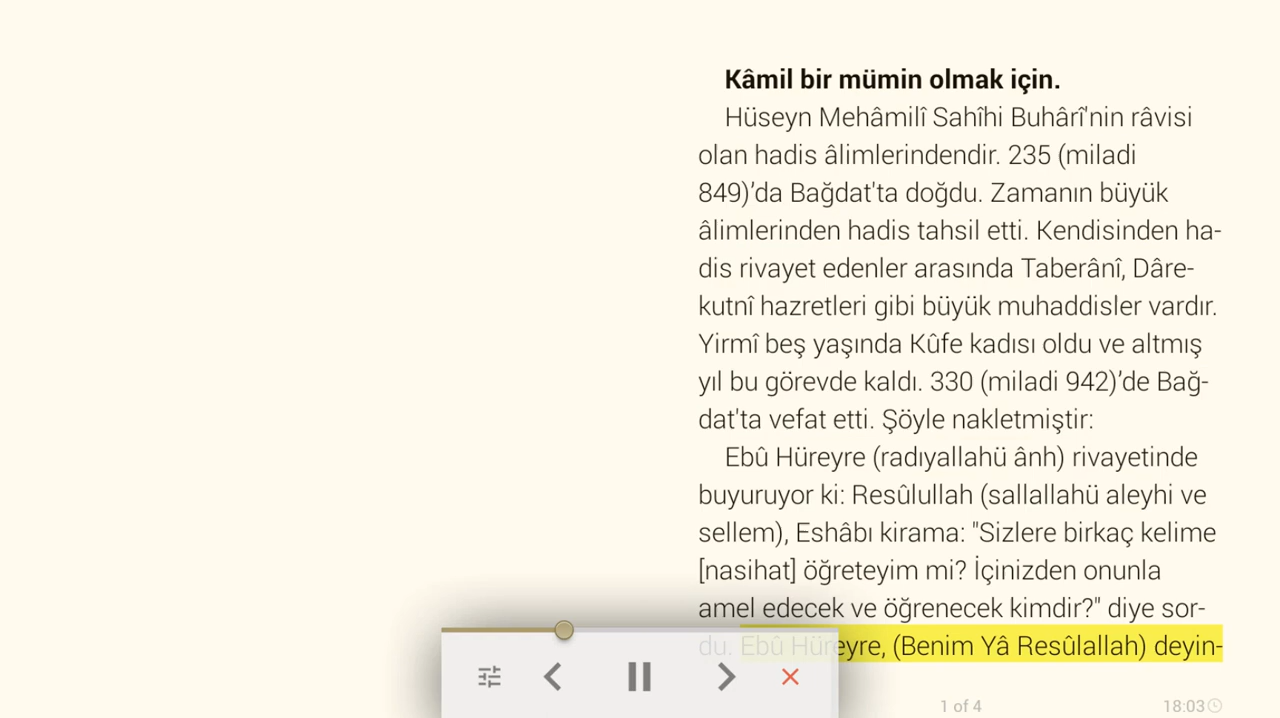 Kâmil bir mümin olmak için.
Hüseyn Mehâmilî Sahîhi Buhârî'nin râvisi
olan hadis âlimlerindendir. 235 (miladi
849)’da Bağdat'ta doğdu. Zamanın büyük
âlimlerinden hadis tahsil etti. Kendisinden ha-
dis rivayet edenler arasında Taberânî, Dâre-
kutnî hazretleri gibi büyük muhaddisler vardır.
Yirmî beş yaşında Kûfe kadısı oldu ve altmış
yıl bu görevde kaldı. 330 (miladi 942)’de Bağ-
dat'ta vefat etti. Şöyle nakletmiştir:
Ebû Hüreyre (radıyallahü ânh) rivayetinde
buyuruyor ki: Resûlullah (sallallahü aleyhi ve
sellem), Eshâbı kirama: "Sizlere birkaç kelime
[nasihat] öğreteyim mi? İçinizden onunla
amel edecek ve öğrenecek kimdir?" diye sor-
du. Ebû Hüreyre, (Benim Yâ Resûlallah) deyin-
1 of 4
18:03